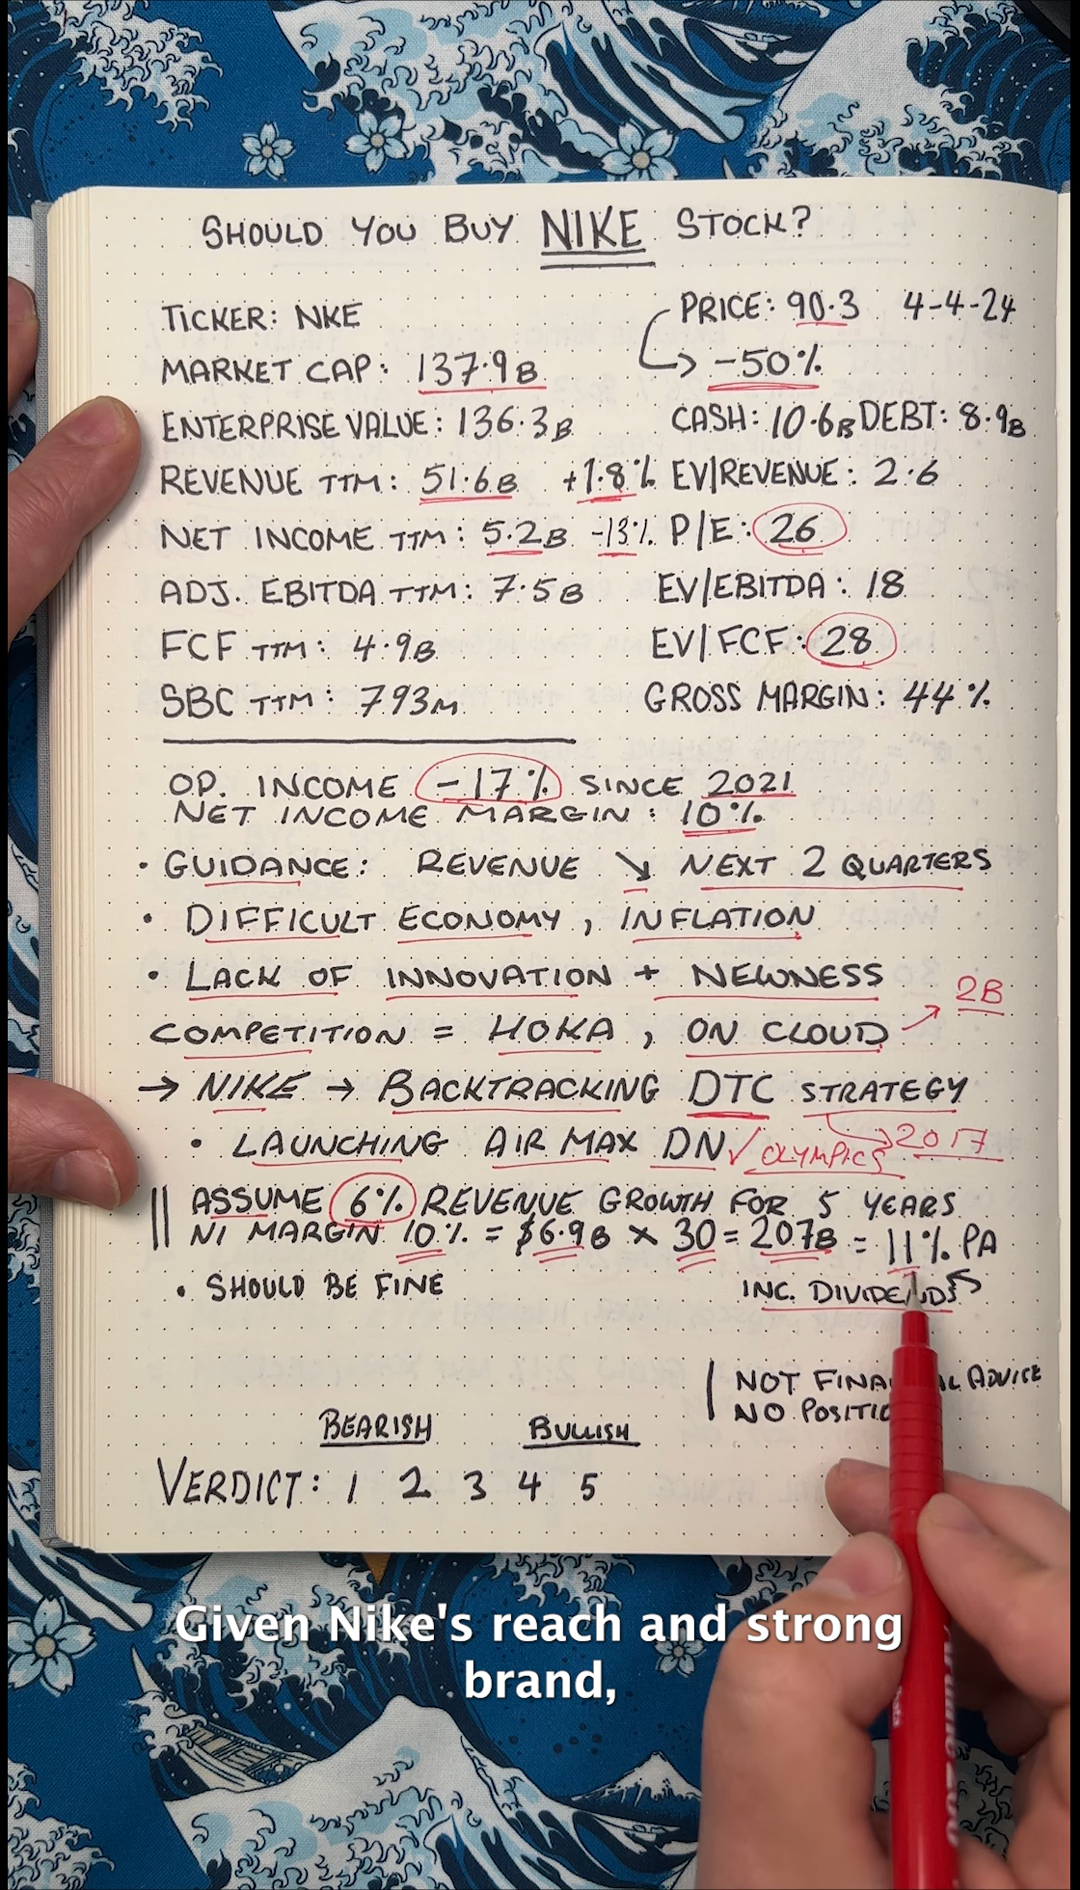 SHOULD YOU BUY NIKE STOCK?
TICKER: NKE
PRICE: 90.3 4-4-24
MARKET CAP: 137.9B
-50%
ENTERPRISE VALUE: 136.3B
CASH: 10.6B DEBT: 8.9B
REVENUE TTM: 51.6B +1.8% EV/REVENUE: 2.6
NET INCOME TTM: 5.2B -13% P/E: 26
ADJ. EBITDA TTM: 7.5B EV/EBITDA: 18
FCF TTM: 4.9B EV/FCF: 28
SBC TTM: 793M GROSS MARGIN: 44%
OP. INCOME -17% SINCE 2021
NET INCOME MARGIN: 10%
• GUIDANCE: REVENUE ↘ NEXT 2 QUARTERS
• DIFFICULT ECONOMY, INFLATION
• LACK OF INNOVATION + NEWNESS
2B
COMPETITION = HOKA, ON CLOUD
→ NIKE → BACKTRACKING DTC STRATEGY
2017
• LAUNCHING AIR MAX DN ✓ OLYMPICS
ASSUME 6% REVENUE GROWTH FOR 5 YEARS
NI MARGIN 10% = $6.9B × 30 = 207B = 11% PA
• SHOULD BE FINE
INC. DIVIDENDS
NOT FINANCIAL ADVICE
NO POSITIO
BEARISH BULLISH
VERDICT: 1 2 3 4 5
Given Nike's reach and strong
brand,